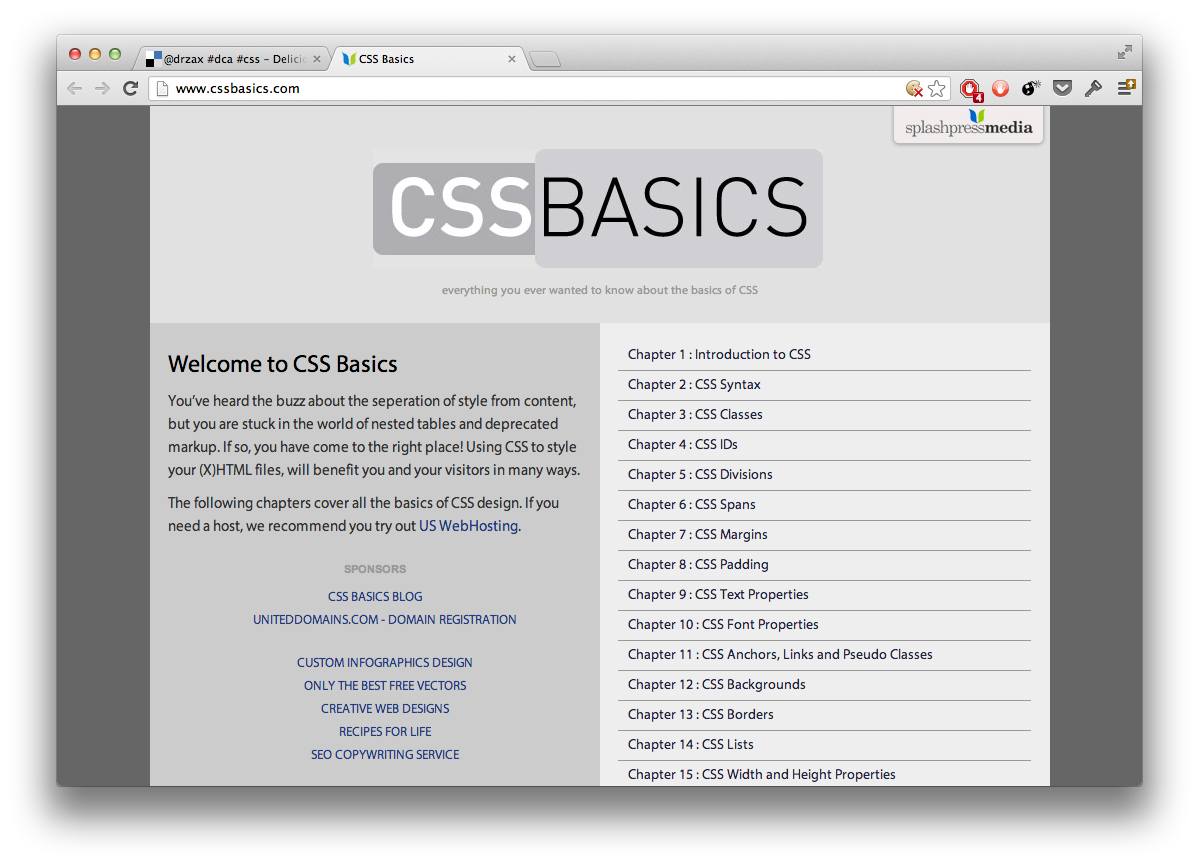 @drzax #dca #css – Delici
CSS Basics
www.cssbasics.com
4
splashpressmedia
CSSBASICS
everything you ever wanted to know about the basics of CSS
Welcome to CSS Basics
You've heard the buzz about the seperation of style from content,
but you are stuck in the world of nested tables and deprecated
markup. If so, you have come to the right place! Using CSS to style
your (X)HTML files, will benefit you and your visitors in many ways.
The following chapters cover all the basics of CSS design. If you
need a host, we recommend you try out US WebHosting.
SPONSORS
CSS BASICS BLOG
UNITEDDOMAINS.COM - DOMAIN REGISTRATION
CUSTOM INFOGRAPHICS DESIGN
ONLY THE BEST FREE VECTORS
CREATIVE WEB DESIGNS
RECIPES FOR LIFE
SEO COPYWRITING SERVICE
Chapter 1 : Introduction to CSS
Chapter 2 : CSS Syntax
Chapter 3 : CSS Classes
Chapter 4 : CSS IDs
Chapter 5 : CSS Divisions
Chapter 6 : CSS Spans
Chapter 7 : CSS Margins
Chapter 8 : CSS Padding
Chapter 9 : CSS Text Properties
Chapter 10 : CSS Font Properties
Chapter 11 : CSS Anchors, Links and Pseudo Classes
Chapter 12 : CSS Backgrounds
Chapter 13 : CSS Borders
Chapter 14 : CSS Lists
Chapter 15 : CSS Width and Height Properties